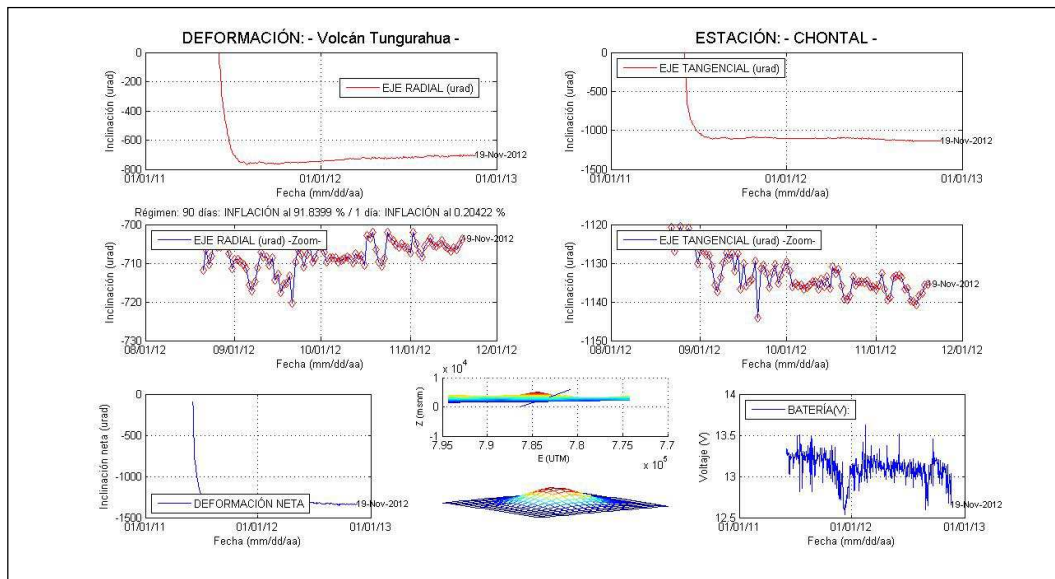 DEFORMACIÓN: - Volcán Tungurahua -
ESTACIÓN: - CHONTAL -
Inclinación (urad)
0
-200
-400
-600
-800
EJE RADIAL (urad)
19-Nov-2012
01/01/11
01/01/12
01/01/13
Fecha (mm/dd/aa)
Inclinación (urad)
0
-500
-1000
-1500
EJE TANGENCIAL (urad)
19-Nov-2012
01/01/11
01/01/12
01/01/13
Fecha (mm/dd/aa)
Régimen: 90 días: INFLACIÓN al 91.8399 % / 1 día: INFLACIÓN al 0.20422 %
Inclinación (urad)
-700
-710
-720
-730
EJE RADIAL (urad) -Zoom-
19-Nov-2012
08/01/12
09/01/12
10/01/12
11/01/12
12/01/12
Fecha (mm/dd/aa)
Inclinación (urad)
-1120
-1130
-1140
-1150
EJE TANGENCIAL (urad) -Zoom-
19-Nov-2012
08/01/12
09/01/12
10/01/12
11/01/12
12/01/12
Fecha (mm/dd/aa)
Inclinación neta (urad)
0
-500
-1000
-1500
DEFORMACIÓN NETA
19-Nov-2012
01/01/11
01/01/12
01/01/13
Fecha (mm/dd/aa)
x 10^4
Z (msnm)
1
0
-1
7.95
7.9
7.85
7.8
7.75
7.7
E (UTM)
x 10^5
Voltaje (V)
14
13.5
13
12.5
BATERÍA(V):
19-Nov-2012
01/01/11
01/01/12
01/01/13
Fecha (mm/dd/aa)